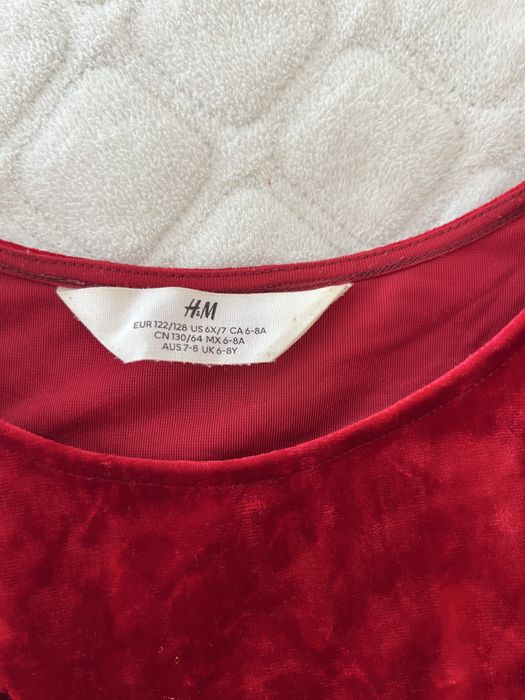 H&M
EUR 122/128 US 6X/7 CA 6-8A
CN 130/64 MX 6-8A
AUS 7-8 UK 6-8Y